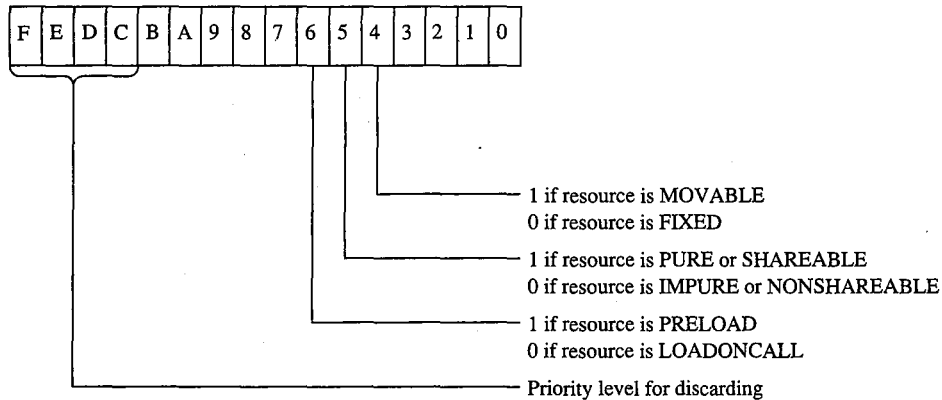 F E D C B A 9 8 7 6 5 4 3 2 1 0
1 if resource is MOVABLE
0 if resource is FIXED
1 if resource is PURE or SHAREABLE
0 if resource is IMPURE or NONSHAREABLE
1 if resource is PRELOAD
0 if resource is LOADONCALL
Priority level for discarding